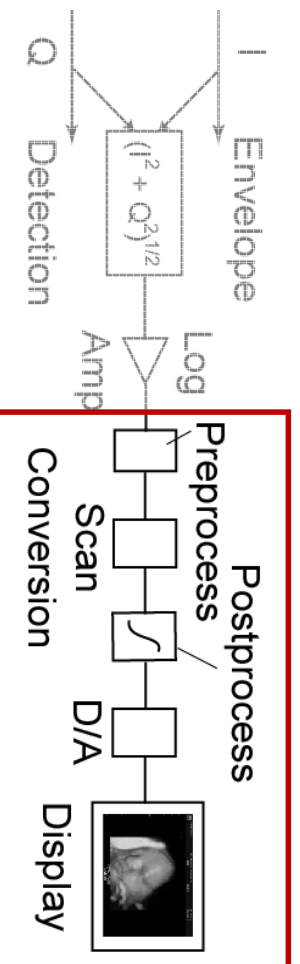 I
Envelope
(I² + Q²)^1/2
Q
Detection
Log
Amp
Preprocess
Scan
Conversion
Postprocess
D/A
Display